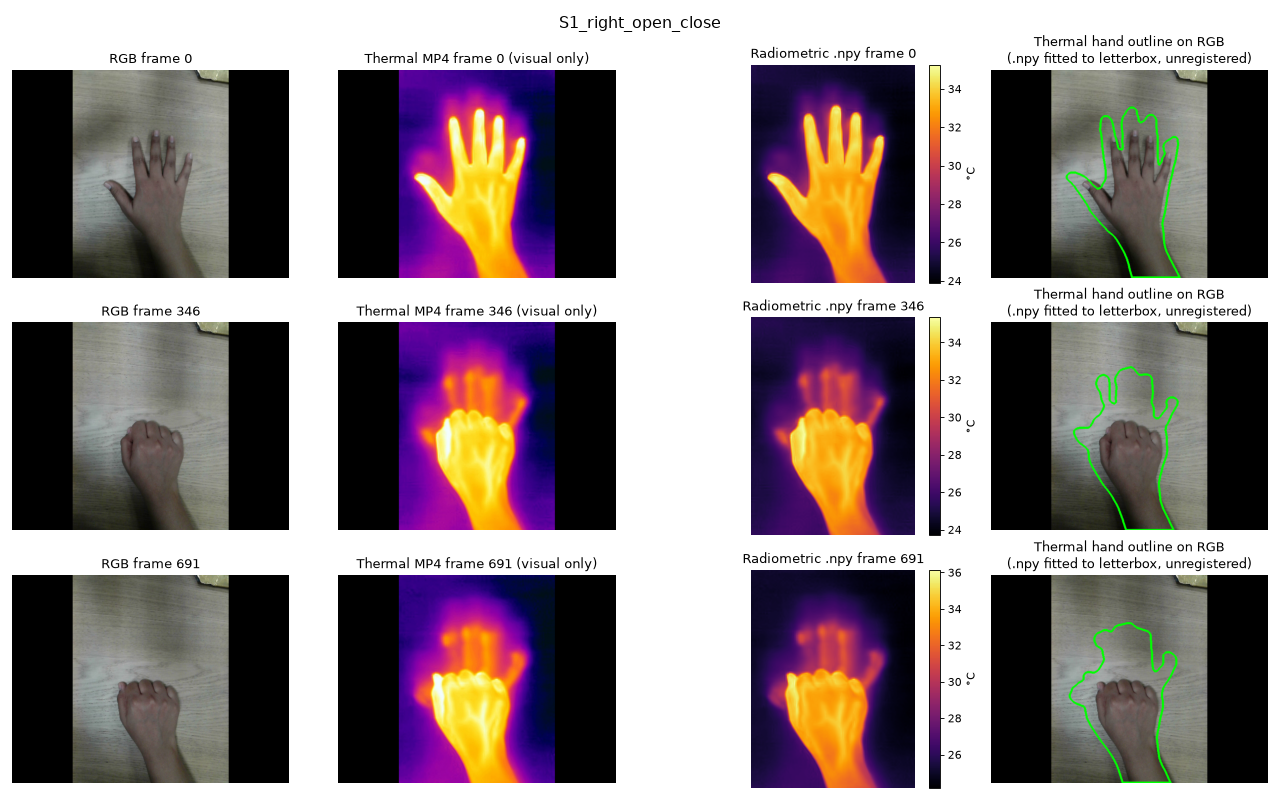 S1_right_open_close
RGB frame 0
Thermal MP4 frame 0 (visual only)
Radiometric .npy frame 0
Thermal hand outline on RGB
(.npy fitted to letterbox, unregistered)
34
32
30
28
26
24
°C
RGB frame 346
Thermal MP4 frame 346 (visual only)
Radiometric .npy frame 346
Thermal hand outline on RGB
(.npy fitted to letterbox, unregistered)
34
32
30
28
26
24
°C
RGB frame 691
Thermal MP4 frame 691 (visual only)
Radiometric .npy frame 691
Thermal hand outline on RGB
(.npy fitted to letterbox, unregistered)
36
34
32
30
28
26
°C